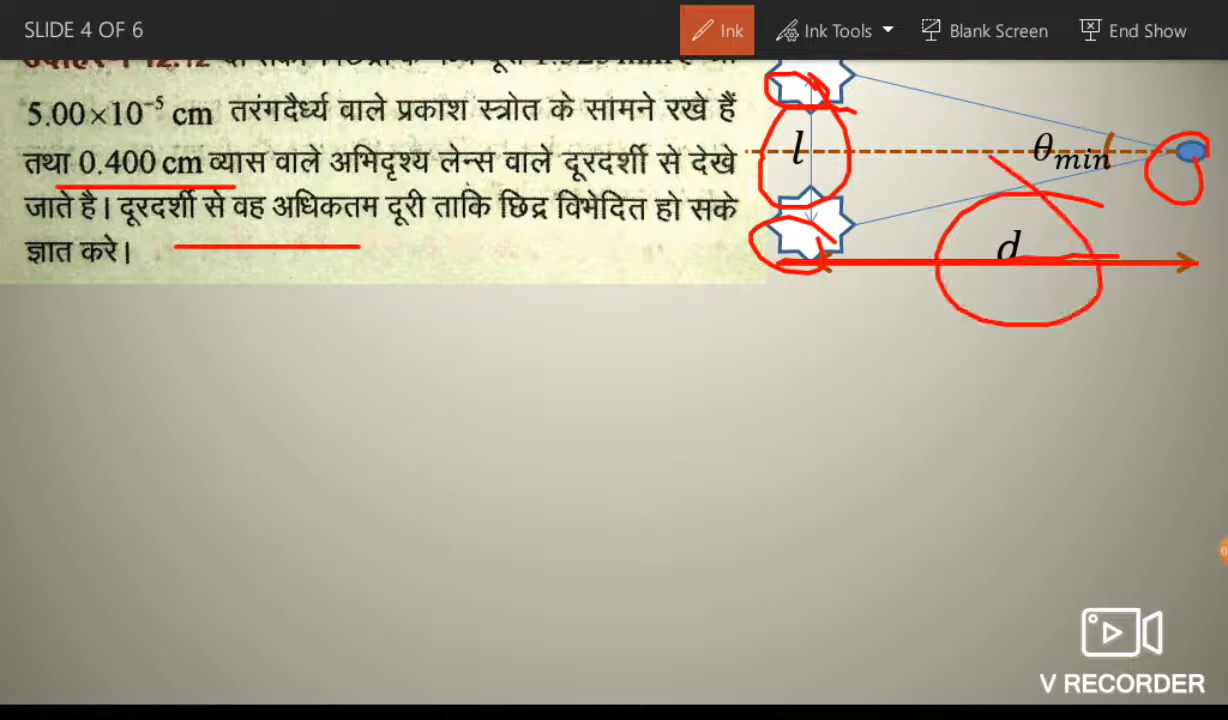 SLIDE 4 OF 6
Ink
Ink Tools
Blank Screen
End Show
5.00×10⁻⁵ cm तरंगदैर्ध्य वाले प्रकाश स्त्रोत के सामने रखे हैं
तथा 0.400 cm व्यास वाले अभिदृश्य लेन्स वाले दूरदर्शी से देखे
जाते है। दूरदर्शी से वह अधिकतम दूरी ताकि छिद्र विभेदित हो सके
ज्ञात करे।
l
θmin
d
V RECORDER